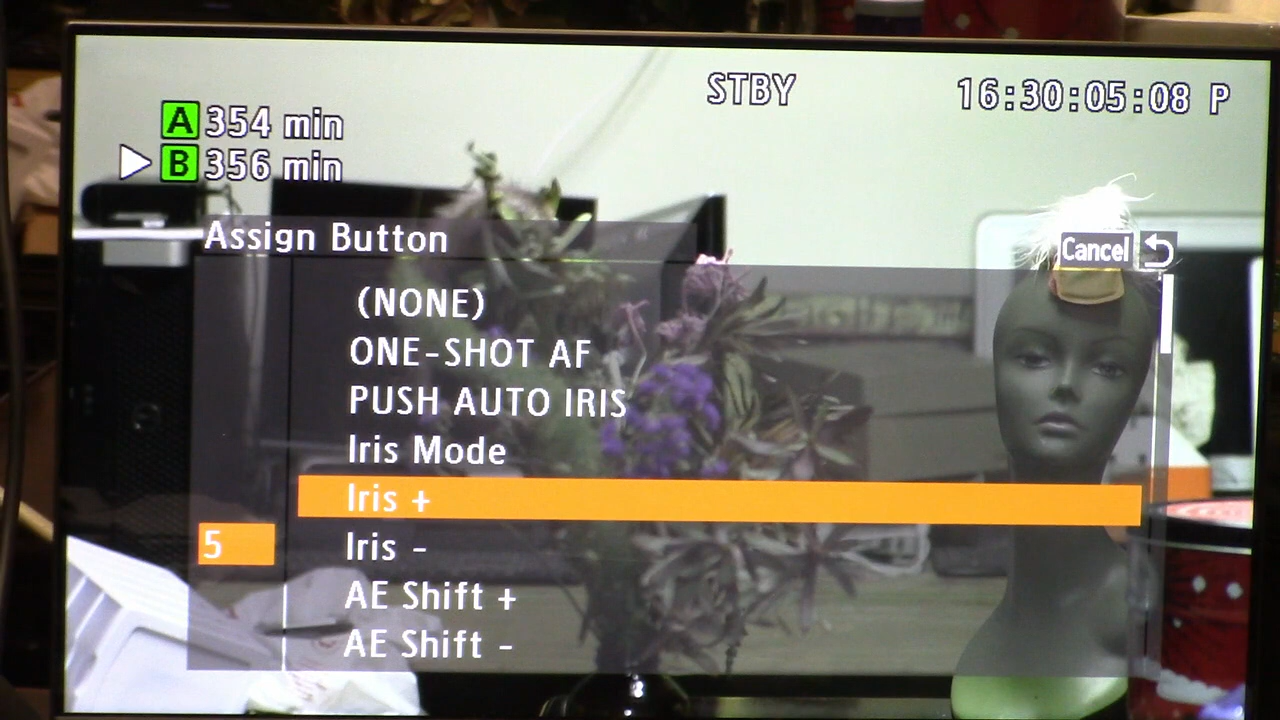 STBY
16:30:05:08 P
A 354 min
B 356 min
Assign Button
Cancel
(NONE)
ONE-SHOT AF
PUSH AUTO IRIS
Iris Mode
Iris +
5
Iris -
AE Shift +
AE Shift -